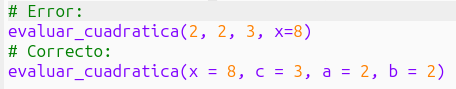 # Error:
evaluar_cuadratica(2, 2, 3, x=8)
# Correcto:
evaluar_cuadratica(x = 8, c = 3, a = 2, b = 2)